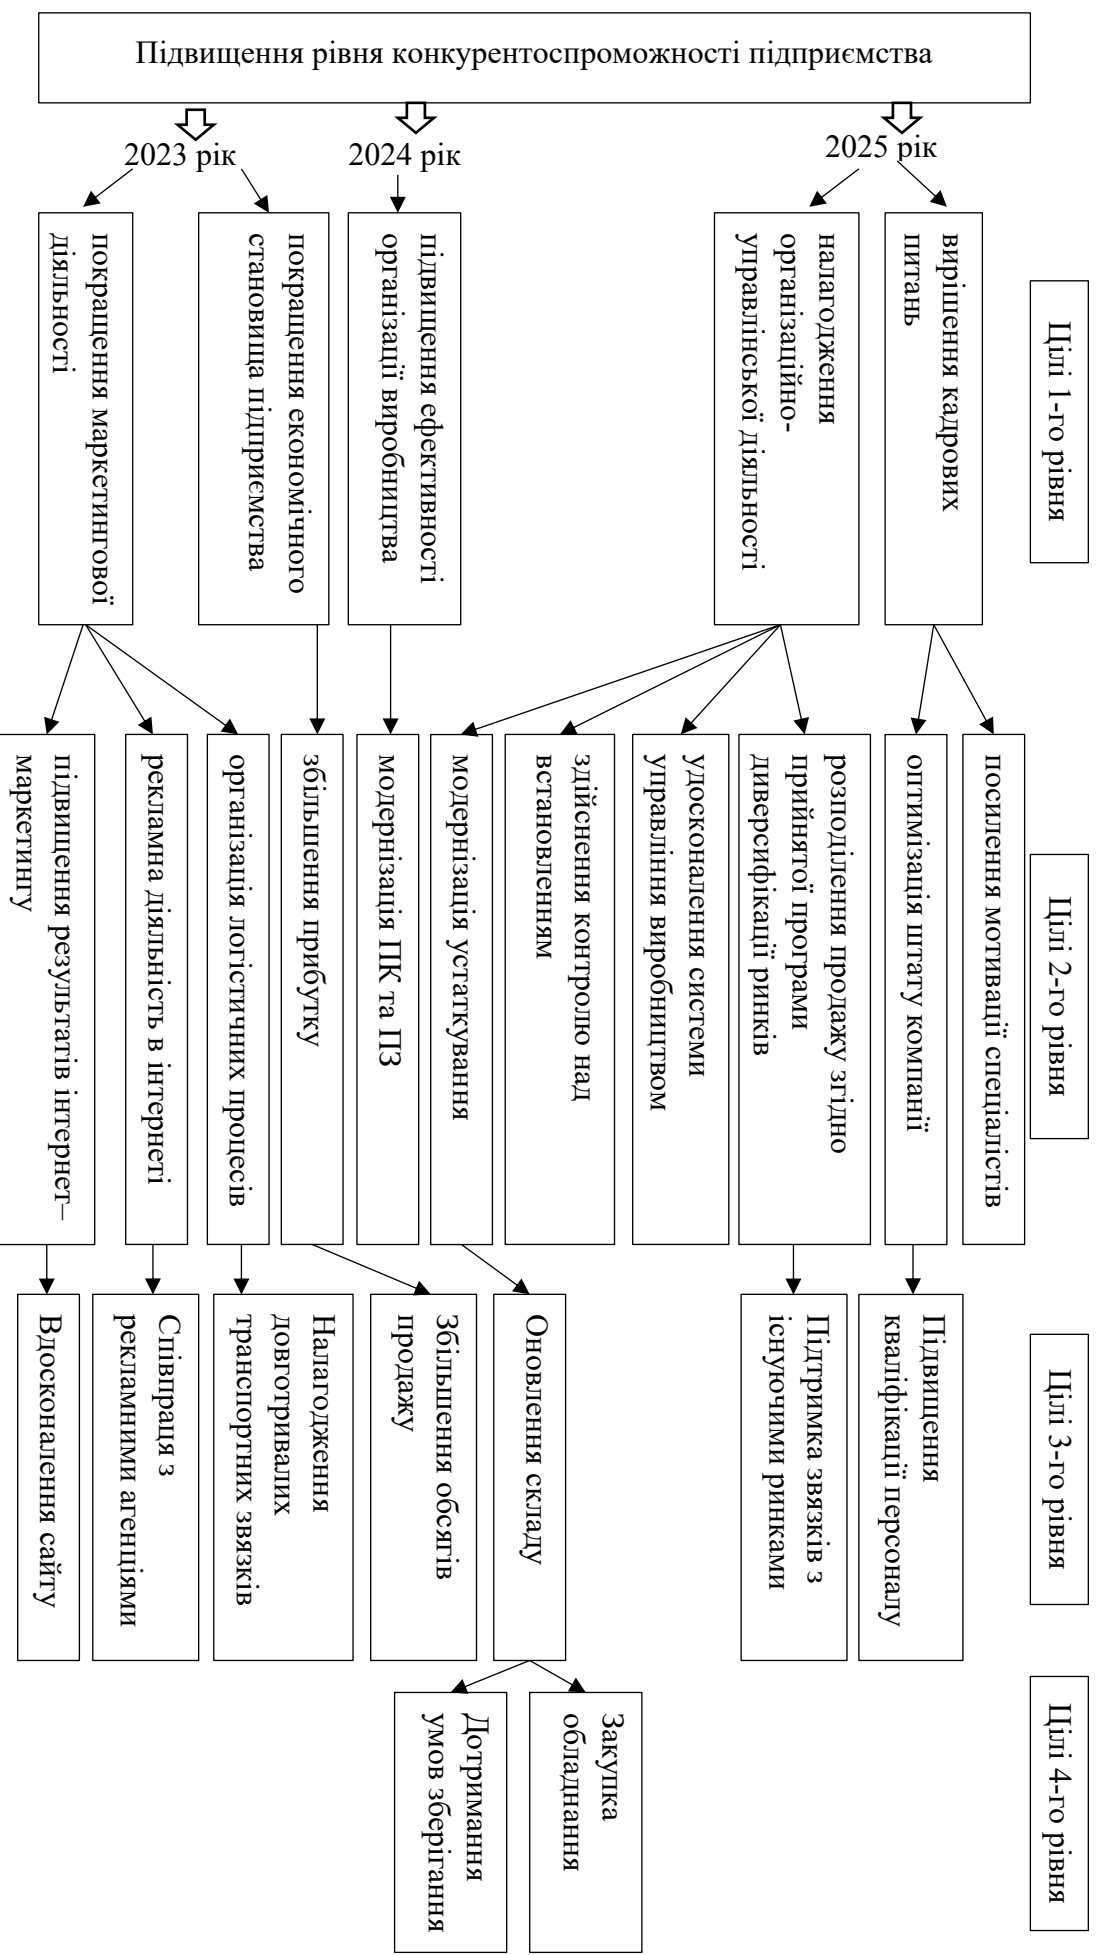 Підвищення рівня конкурентоспроможності підприємства
2023 рік
2024 рік
2025 рік
Цілі 1-го рівня
покращення маркетингової
діяльності
покращення економічного
становища підприємства
підвищення ефективності
організації виробництва
налагодження
організаційно-
управлінської діяльності
вирішення кадрових
питань
Цілі 2-го рівня
підвищення результатів інтернет–
маркетингу
рекламна діяльність в інтернеті
організація логістичних процесів
збільшення прибутку
модернізація ПК та ПЗ
модернізація устаткування
здійснення контролю над
встановленням
удосконалення системи
управління виробництвом
розподілення продажу згідно
прийнятої програми
диверсифікації ринків
оптимізація штату компанії
посилення мотивації спеціалістів
Цілі 3-го рівня
Вдосконалення сайту
Співпраця з
рекламними агенціями
Налагодження
довготривалих
транспортних звязків
Збільшення обсягів
продажу
Оновлення складу
Підтримка звязків з
існуючими ринками
Підвищення
кваліфікації персоналу
Цілі 4-го рівня
Дотримання
умов зберігання
Закупка
обладнання